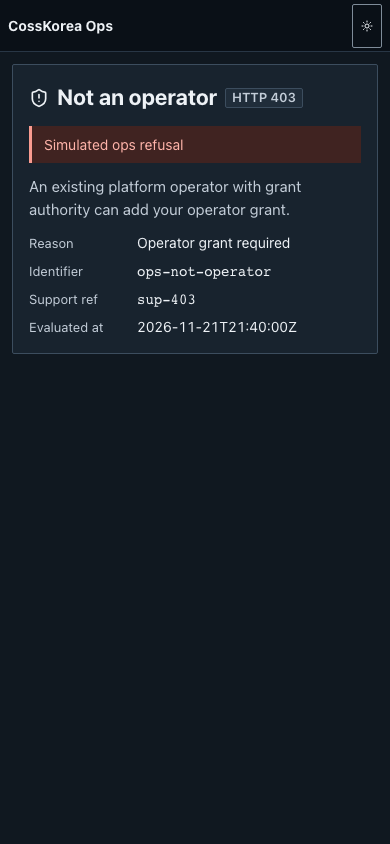 CossKorea Ops
Not an operator HTTP 403
Simulated ops refusal
An existing platform operator with grant
authority can add your operator grant.
Reason Operator grant required
Identifier ops-not-operator
Support ref sup-403
Evaluated at 2026-11-21T21:40:00Z